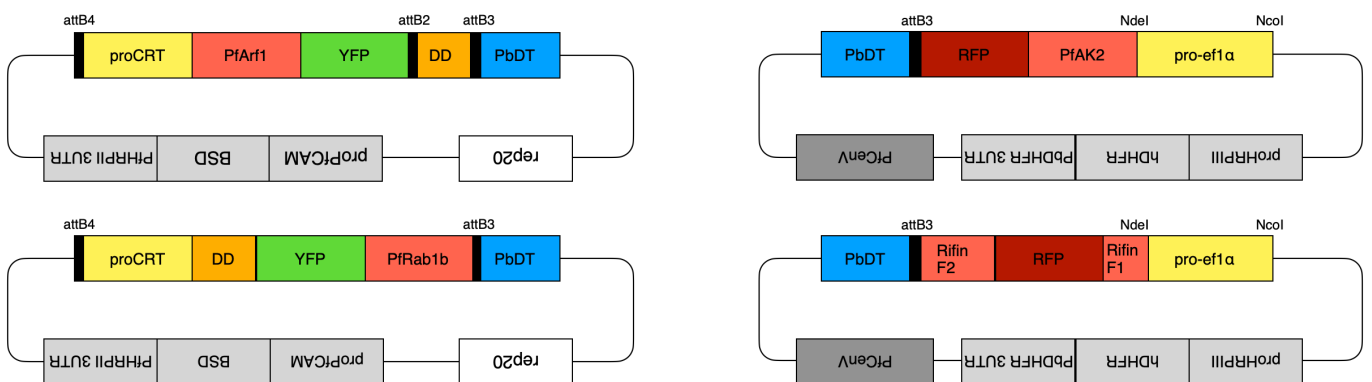 attB4 attB2 attB3
proCRT PfArf1 YFP DD PbDT
PfHRPII 3UTR BSD proPfCAM rep20
attB3 NdeI NcoI
PbDT RFP PfAK2 pro-ef1α
PfCenV PbDHFR 3UTR hDHFR proHRPIII
attB4 attB3
proCRT DD YFP PfRab1b PbDT
PfHRPII 3UTR BSD proPfCAM rep20
attB3 NdeI NcoI
PbDT Rifin F2 RFP Rifin F1 pro-ef1α
PfCenV PbDHFR 3UTR hDHFR proHRPIII